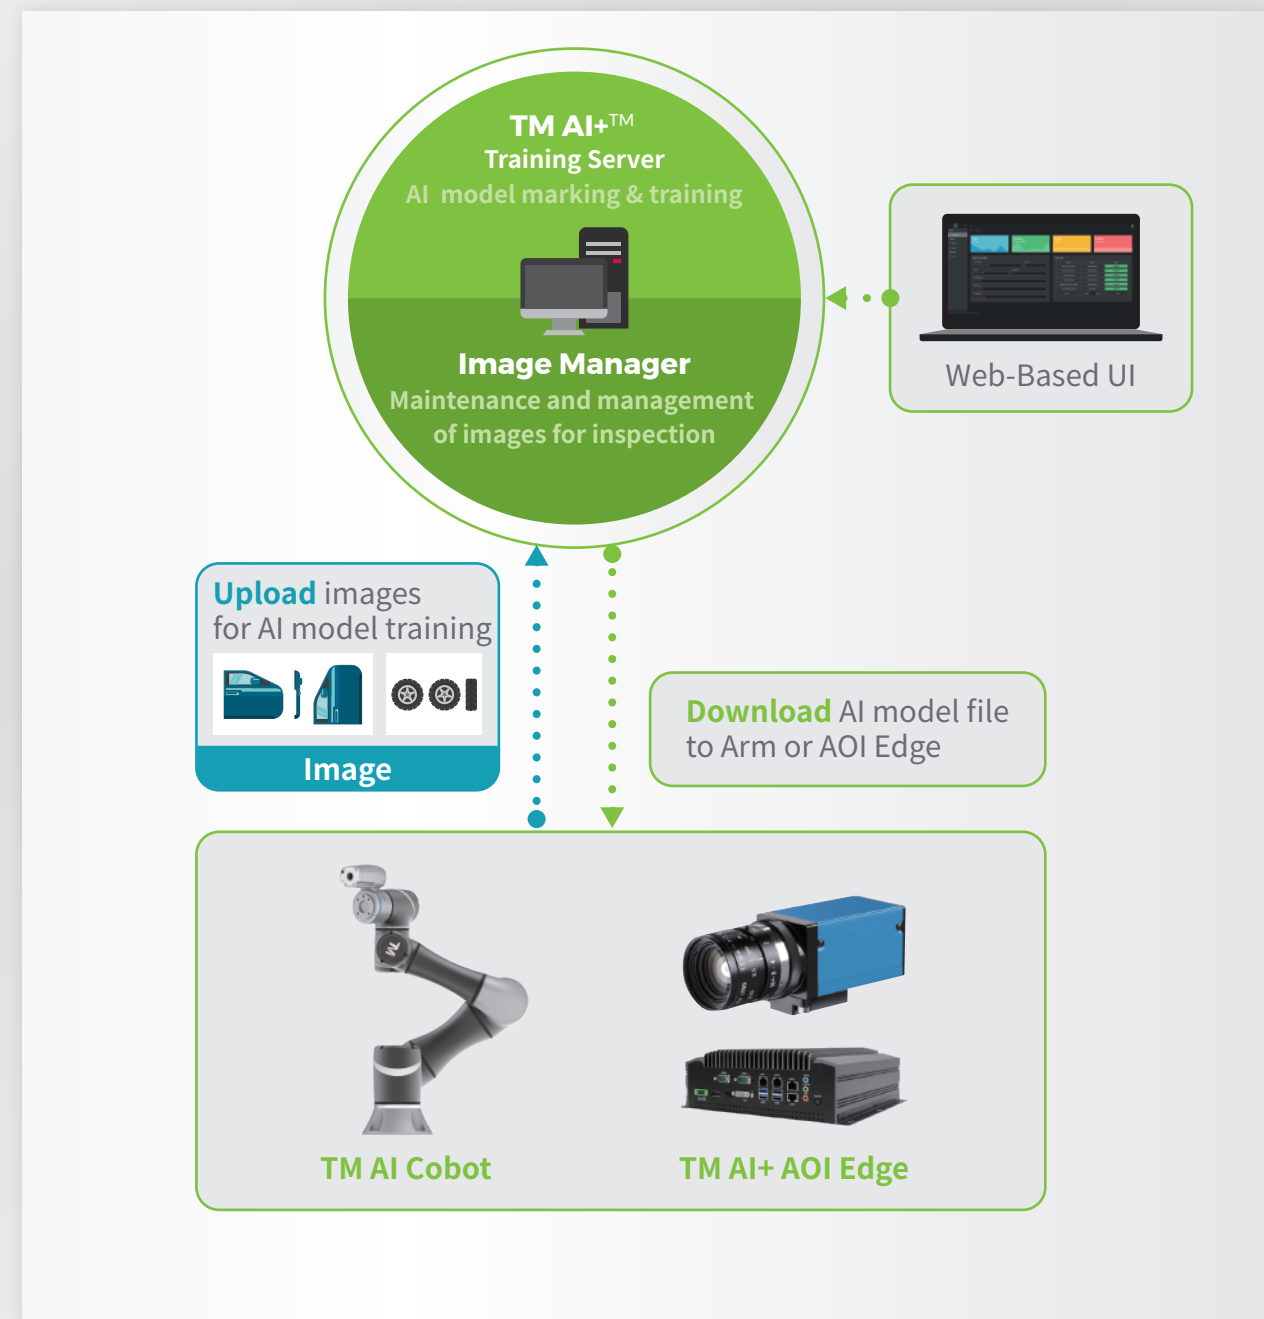 TM AI+™
Training Server
AI model marking & training
Image Manager
Maintenance and management
of images for inspection
Web-Based UI
Upload images
for AI model training
Image
Download AI model file
to Arm or AOI Edge
TM
TM AI Cobot
TM AI+ AOI Edge